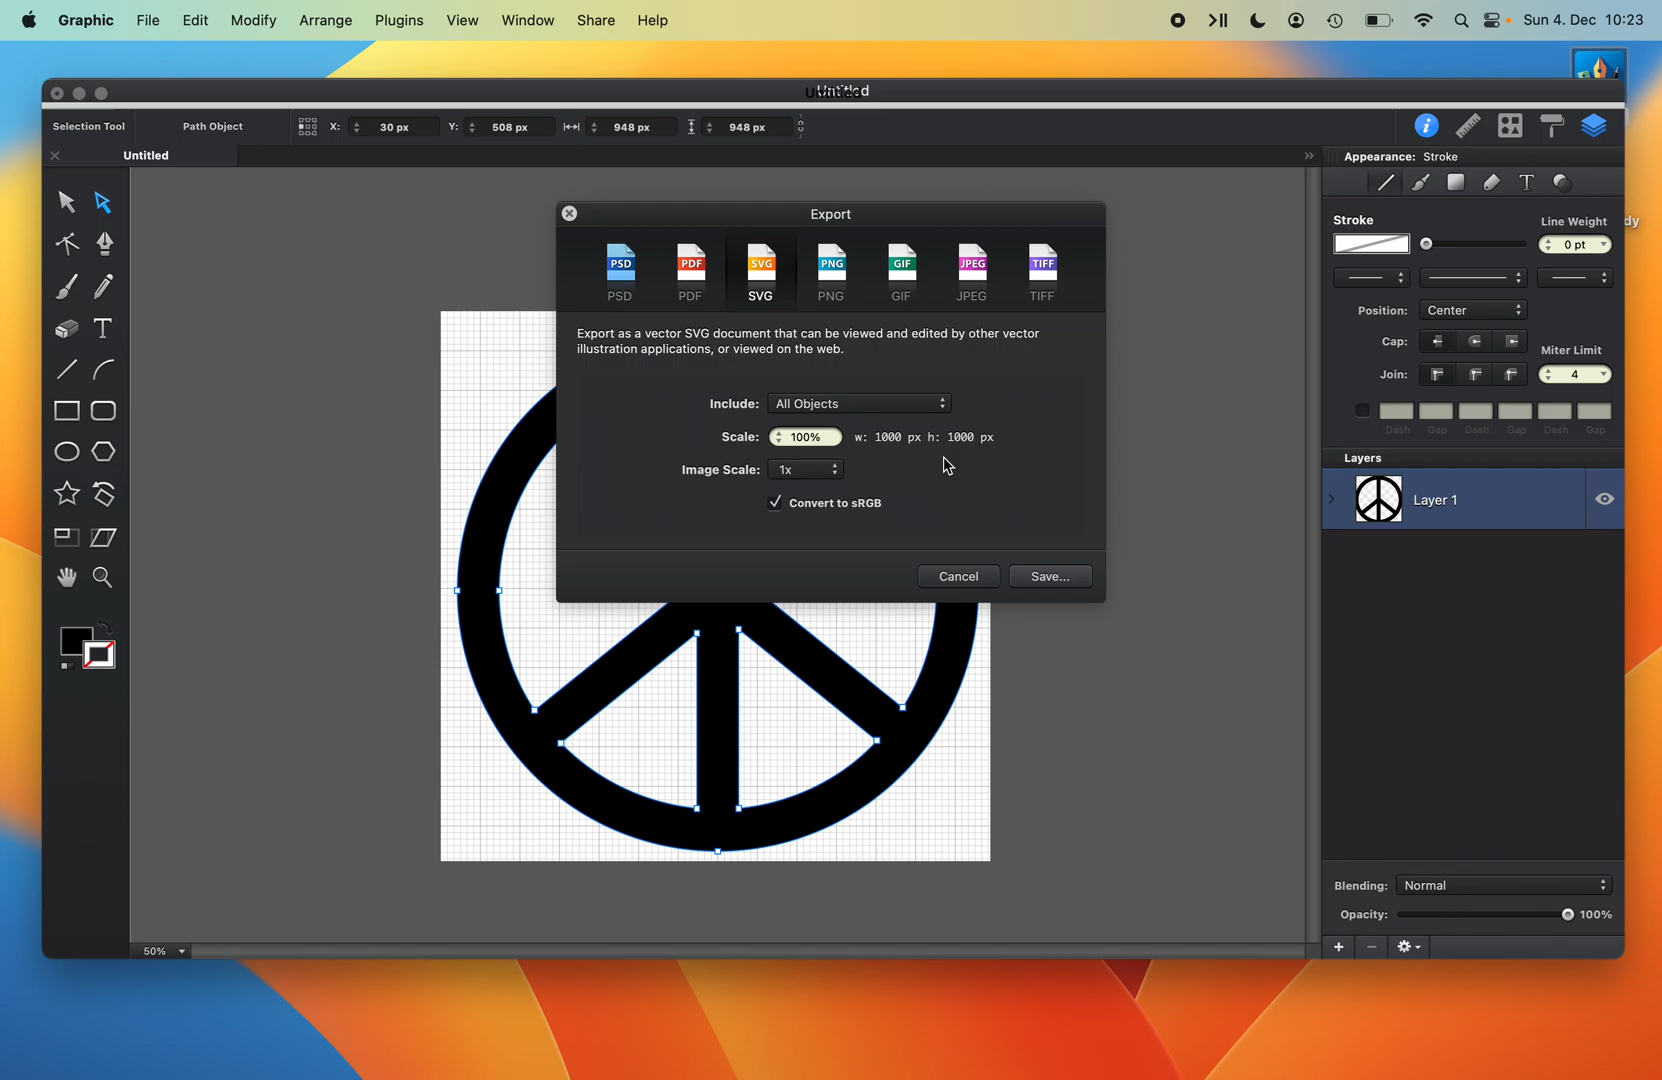 Graphic File Edit Modify Arrange Plugins View Window Share Help Sun 4. Dec 10:23
Untitled
Selection Tool Path Object X: 30 px Y: 508 px 948 px 948 px
Untitled
Appearance: Stroke
Export
PSD PDF SVG PNG GIF JPEG TIFF
PSD PDF SVG PNG GIF JPEG TIFF
Export as a vector SVG document that can be viewed and edited by other vector
illustration applications, or viewed on the web.
Include: All Objects
Scale: 100% w: 1000 px h: 1000 px
Image Scale: 1x
Convert to sRGB
Cancel Save...
Stroke Line Weight
0 pt
Position: Center
Cap: Miter Limit
Join: 4
Dash Gap Dash Gap Dash Gap
Layers
Layer 1
Blending: Normal
Opacity: 100%
50%
dy